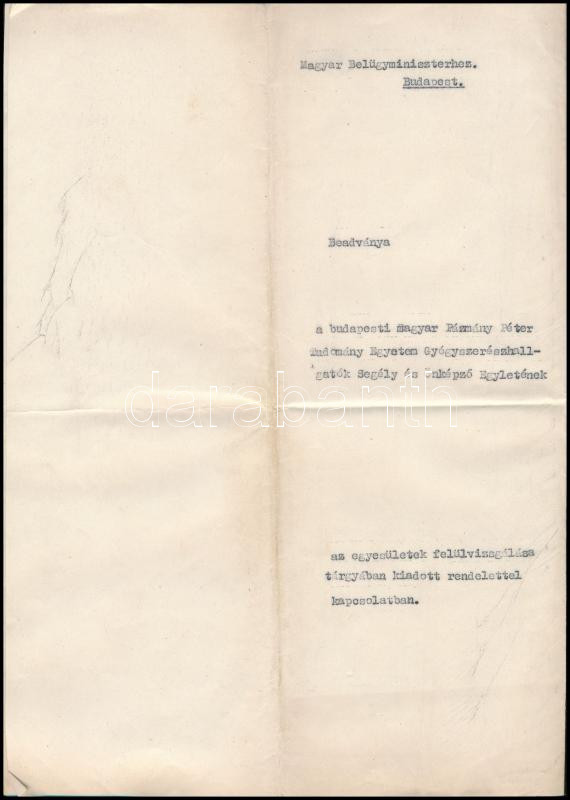 Magyar Belügyminiszterhez.
Budapest.
Beadványa
a budapesti Magyar Pázmány Péter
Tudomány Egyetem Gyógyszerészhall-
gatók Segély és önképző Egyletének
darabanth
az egyesületek felülvizsgálása
tárgyában kiadott rendelettel
kapcsolatban.